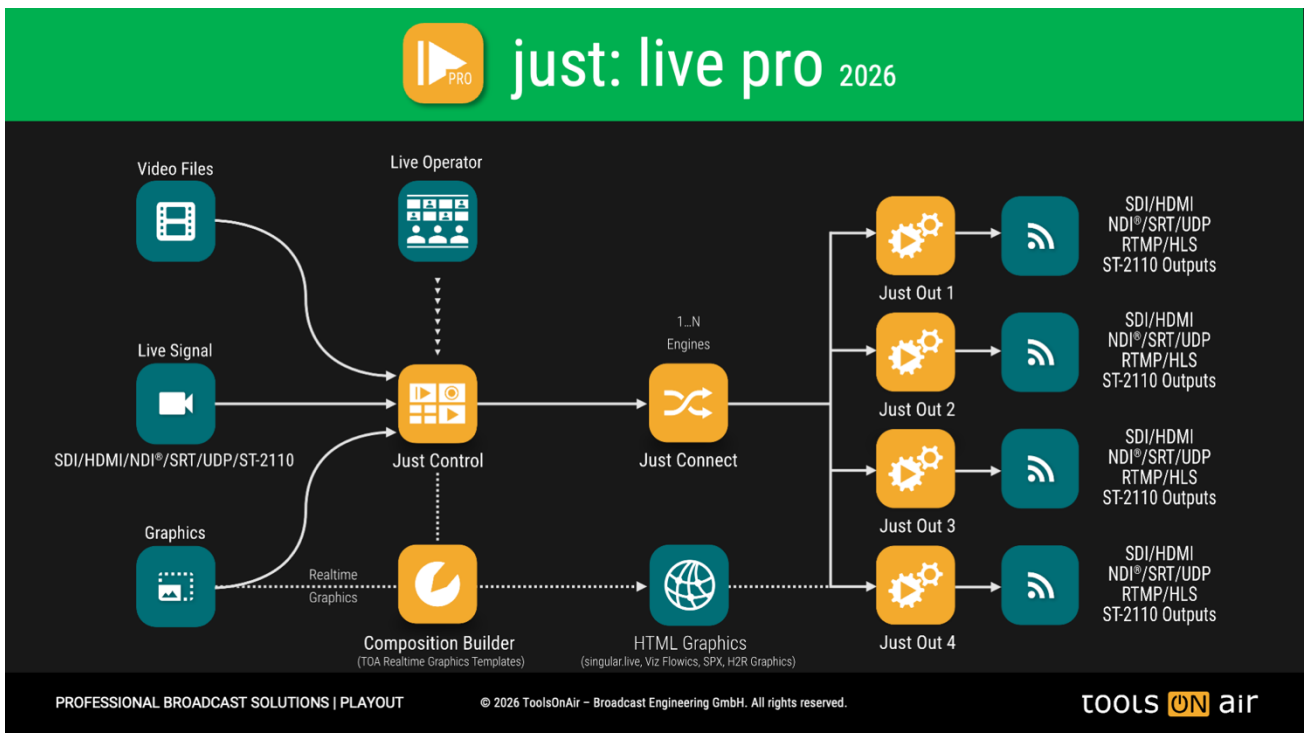 PRO
just: live pro 2026
Video Files
Live Operator
SDI/HDMI
NDI®/SRT/UDP
RTMP/HLS
ST-2110 Outputs
Just Out 1
1...N
Engines
SDI/HDMI
NDI®/SRT/UDP
RTMP/HLS
ST-2110 Outputs
Just Out 2
Live Signal
SDI/HDMI/NDI®/SRT/UDP/ST-2110
Just Control
Just Connect
SDI/HDMI
NDI®/SRT/UDP
RTMP/HLS
ST-2110 Outputs
Just Out 3
Graphics
Realtime
Graphics
Composition Builder
(TOA Realtime Graphics Templates)
HTML Graphics
(singular.live, Viz Flowics, SPX, H2R Graphics)
SDI/HDMI
NDI®/SRT/UDP
RTMP/HLS
ST-2110 Outputs
Just Out 4
PROFESSIONAL BROADCAST SOLUTIONS | PLAYOUT
© 2026 ToolsOnAir – Broadcast Engineering GmbH. All rights reserved.
tools ON air